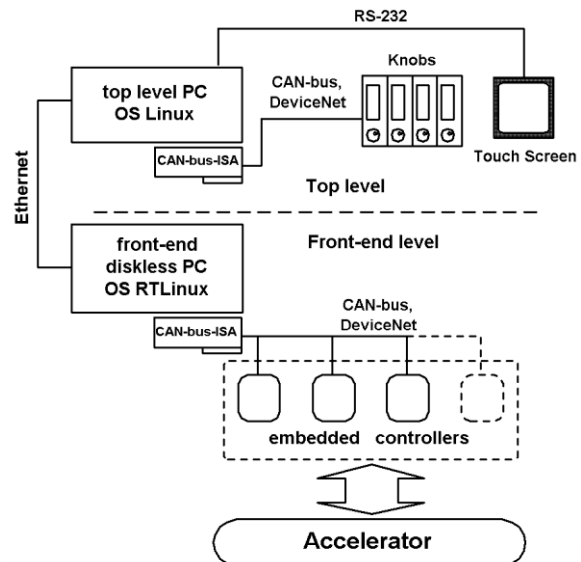 RS-232
Knobs
top level PC
OS Linux
CAN-bus,
DeviceNet
CAN-bus-ISA
Touch Screen
Top level
Ethernet
Front-end level
front-end
diskless PC
OS RTLinux
CAN-bus,
DeviceNet
CAN-bus-ISA
embedded controllers
Accelerator